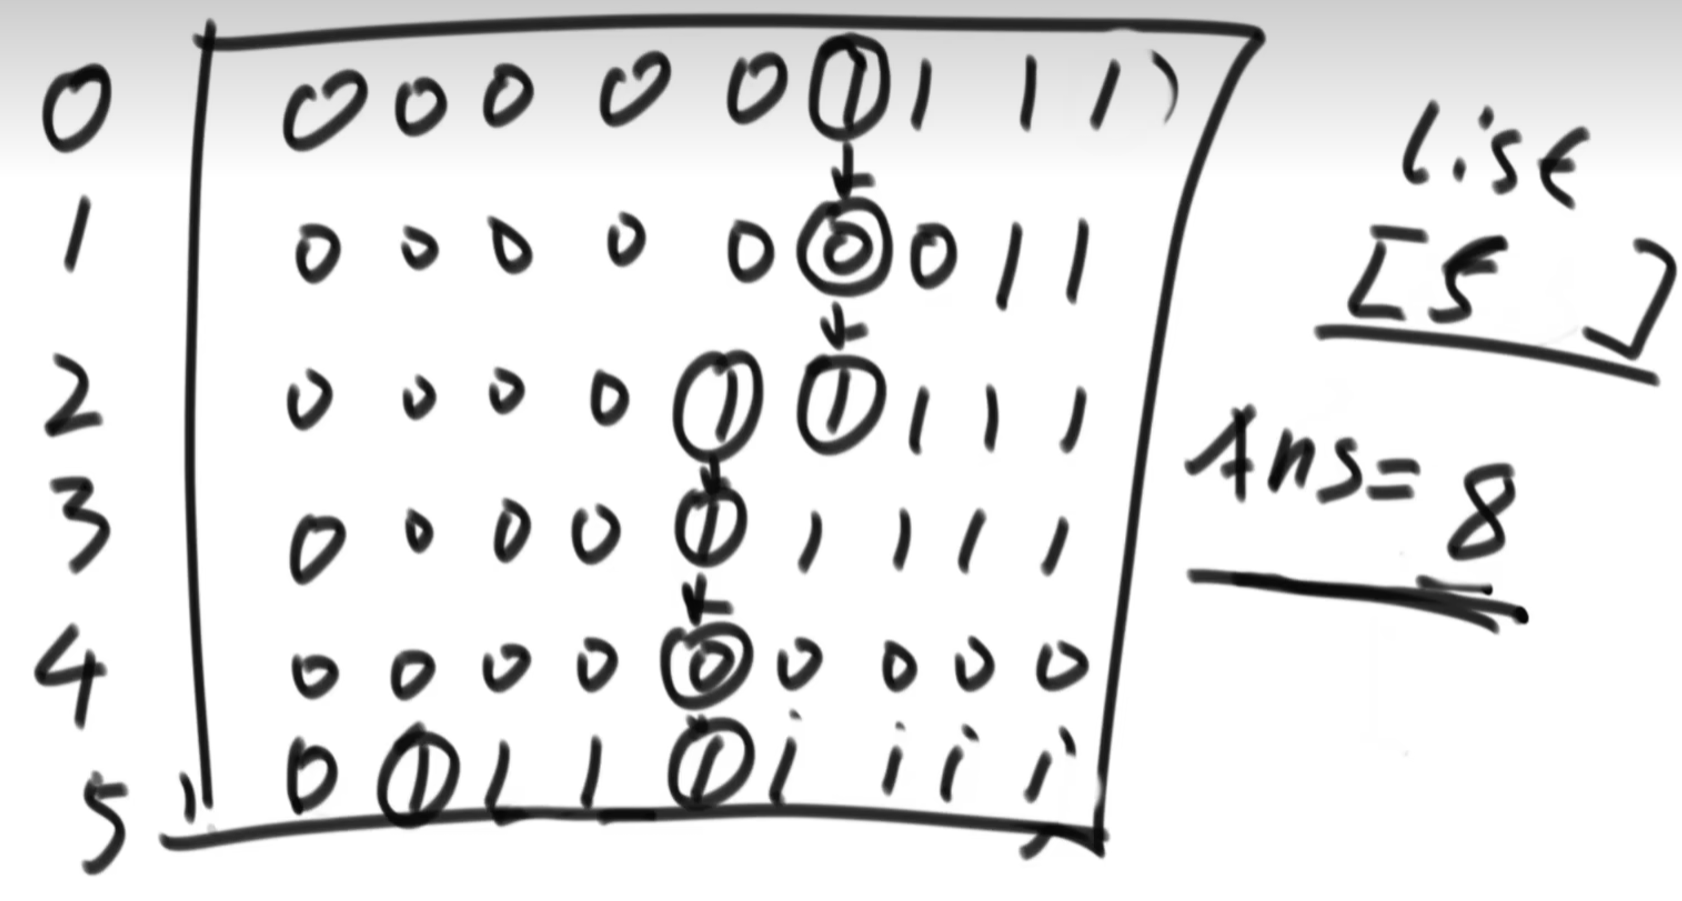 0 0 0 0 0 0 1 1 1 1
1 0 0 0 0 0 0 0 1 1
2 0 0 0 0 1 1 1 1 1
3 0 0 0 0 1 1 1 1 1
4 0 0 0 0 0 0 0 0 0
5 0 1 1 1 1 1 1 1 1
list
[5 ]
Ans=8